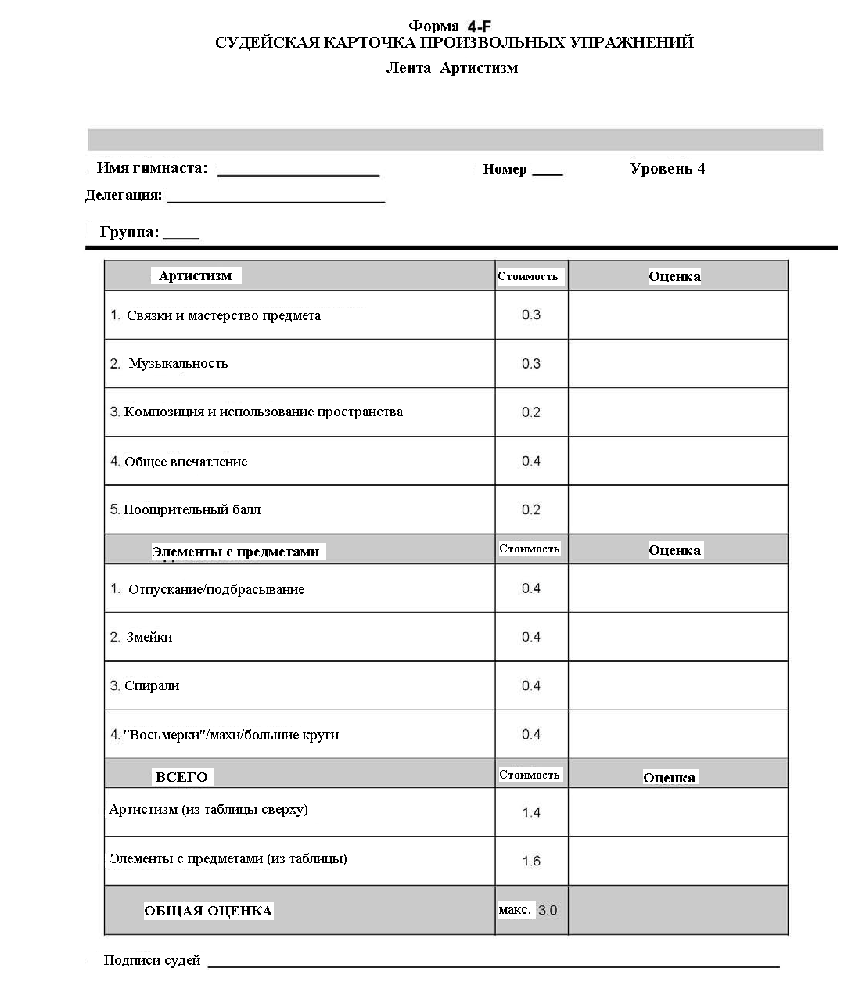 Форма 4-F
СУДЕЙСКАЯ КАРТОЧКА ПРОИЗВОЛЬНЫХ УПРАЖНЕНИЙ
Лента Артистизм
Имя гимнаста: ____ Номер ____ Уровень 4
Делегация: ____
Группа: ____
Артистизм Стоимость Оценка
1. Связки и мастерство предмета 0.3
2. Музыкальность 0.3
3. Композиция и использование пространства 0.2
4. Общее впечатление 0.4
5. Поощрительный балл 0.2
Элементы с предметами Стоимость Оценка
1. Отпускание/подбрасывание 0.4
2. Змейки 0.4
3. Спирали 0.4
4. "Восьмерки"/махи/большие круги 0.4
ВСЕГО Стоимость Оценка
Артистизм (из таблицы сверху) 1.4
Элементы с предметами (из таблицы) 1.6
ОБЩАЯ ОЦЕНКА макс. 3.0
Подписи судей ____